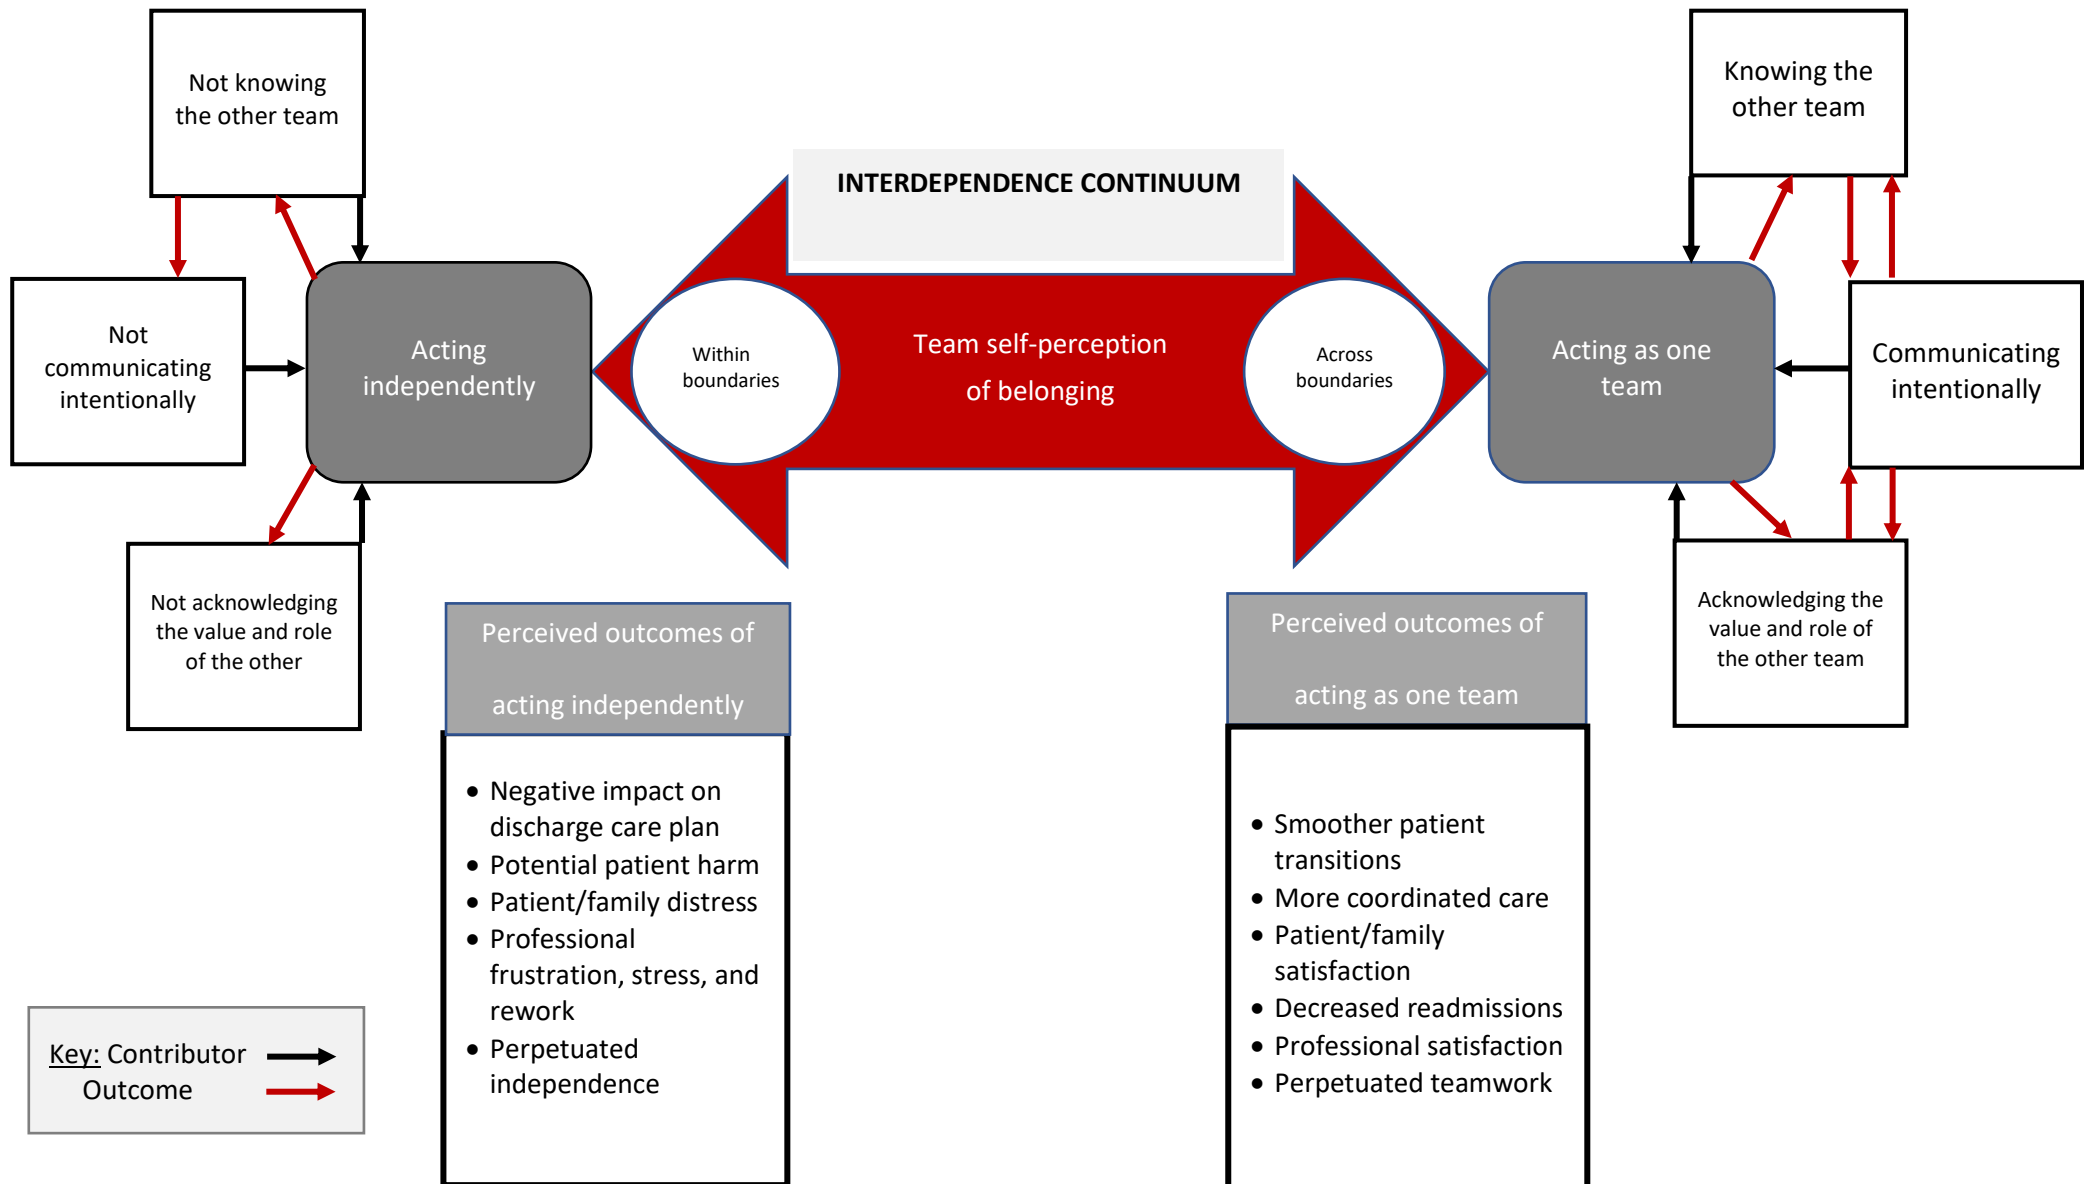 Not knowing
the other team
Knowing the
other team
INTERDEPENDENCE CONTINUUM
Not
communicating
intentionally
Acting
independently
Within
boundaries
Team self-perception
of belonging
Across
boundaries
Acting as one
team
Communicating
intentionally
Not acknowledging
the value and role
of the other
Acknowledging the
value and role of
the other team
Perceived outcomes of
acting independently
• Negative impact on
discharge care plan
• Potential patient harm
• Patient/family distress
• Professional
frustration, stress, and
rework
• Perpetuated
independence
Perceived outcomes of
acting as one team
• Smoother patient
transitions
• More coordinated care
• Patient/family
satisfaction
• Decreased readmissions
• Professional satisfaction
• Perpetuated teamwork
Key: Contributor
Outcome